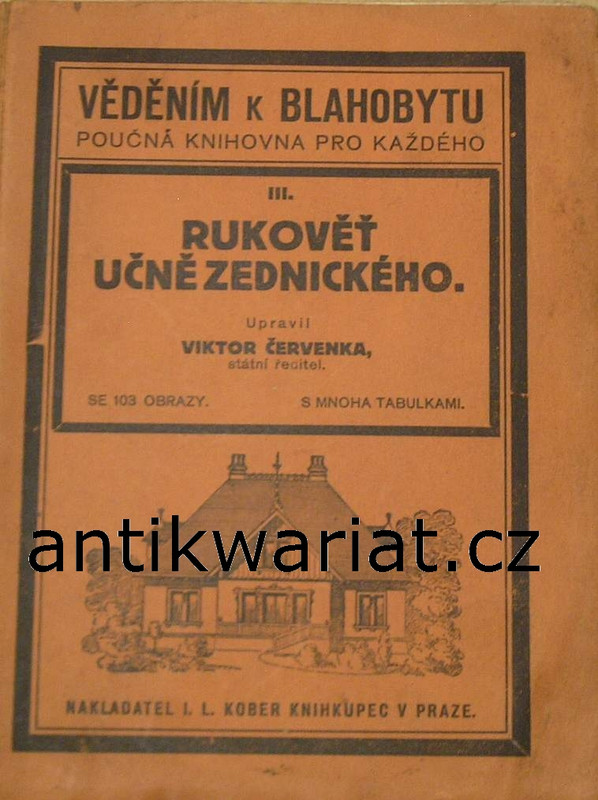 VĚDĚNÍM K BLAHOBYTU
POUČNÁ KNIHOVNA PRO KAŽDÉHO
III.
RUKOVĚŤ
UČNĚ ZEDNICKÉHO.
Upravil
VIKTOR ČERVENKA,
státní ředitel.
SE 103 OBRAZY. S MNOHA TABULKAMI.
antikwariat.cz
NAKLADATEL I. L. KOBER KNIHKUPEC V PRAZE.